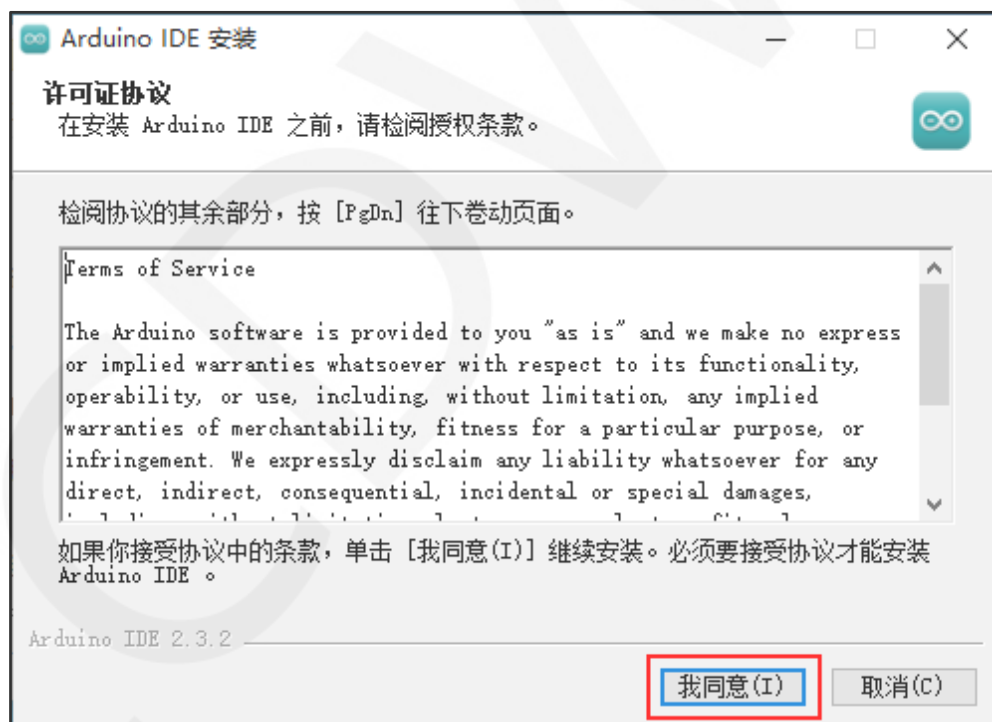 Arduino IDE 安装
许可证协议
在安装 Arduino IDE 之前，请检阅授权条款。
检阅协议的其余部分，按 [PgDn] 往下卷动页面。
Terms of Service
The Arduino software is provided to you "as is" and we make no express
or implied warranties whatsoever with respect to its functionality,
operability, or use, including, without limitation, any implied
warranties of merchantability, fitness for a particular purpose, or
infringement. We expressly disclaim any liability whatsoever for any
direct, indirect, consequential, incidental or special damages,
如果你接受协议中的条款，单击 [我同意(I)] 继续安装。必须要接受协议才能安装
Arduino IDE 。
Arduino IDE 2.3.2
我同意(I)
取消(C)